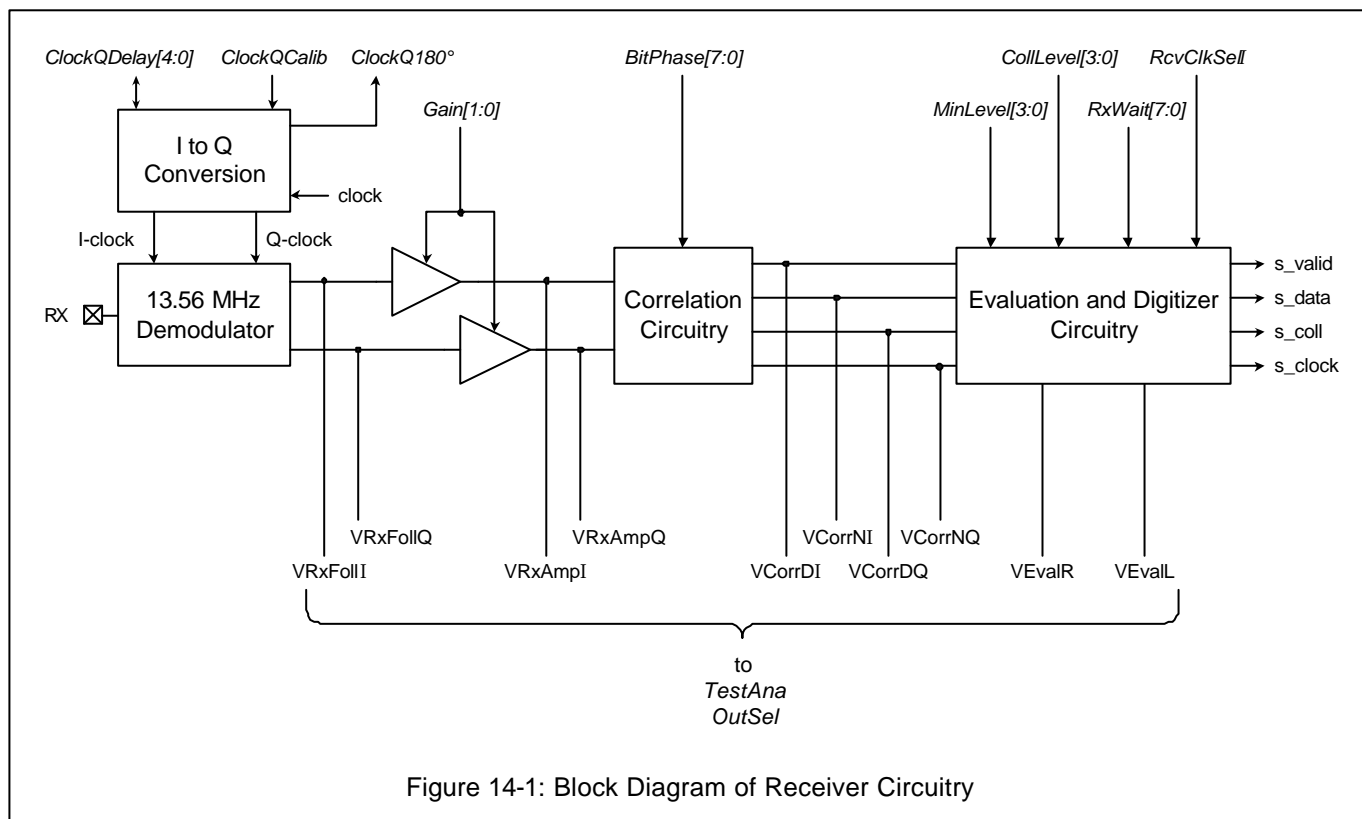 ClockQDelay[4:0]
ClockQCalib
ClockQ180°
BitPhase[7:0]
CollLevel[3:0]
RcvClkSelI
Gain[1:0]
MinLevel[3:0]
RxWait[7:0]
I to Q
Conversion
clock
I-clock
Q-clock
RX
13.56 MHz
Demodulator
Correlation
Circuitry
Evaluation and Digitizer
Circuitry
s_valid
s_data
s_coll
s_clock
VRxFollQ
VRxAmpQ
VCorrNI
VCorrNQ
VRxFollI
VRxAmpI
VCorrDI
VCorrDQ
VEvalR
VEvalL
to
TestAna
OutSel
Figure 14-1: Block Diagram of Receiver Circuitry